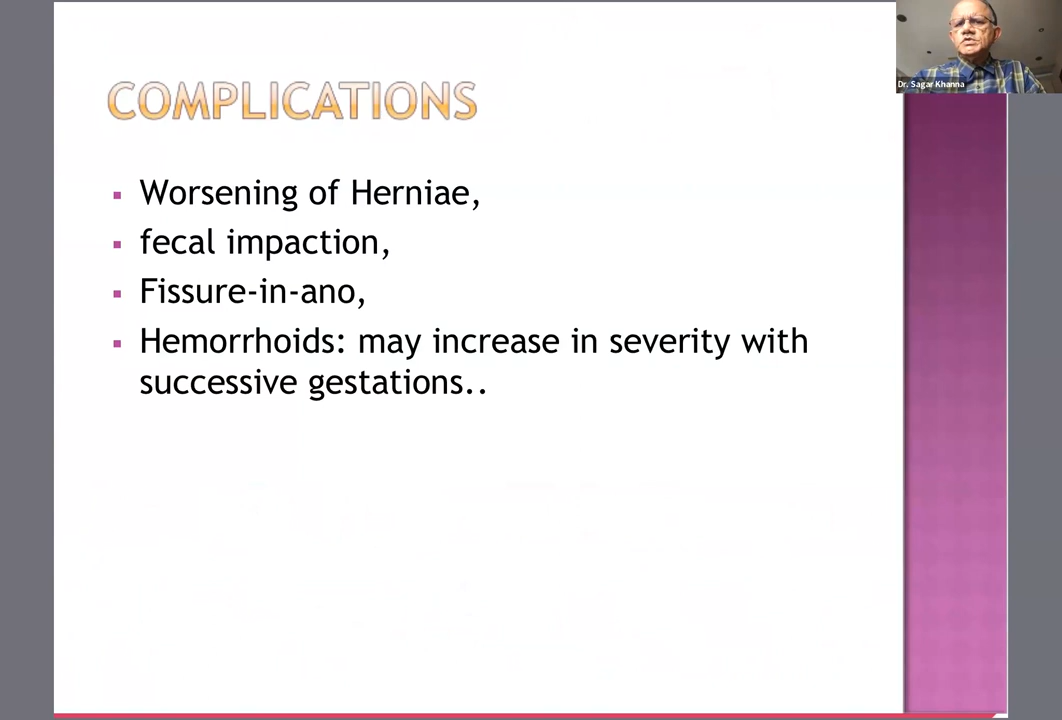 COMPLICATIONS
Worsening of Herniae,
fecal impaction,
Fissure-in-ano,
Hemorrhoids: may increase in severity with
successive gestations..
Dr. Sagar Khanna